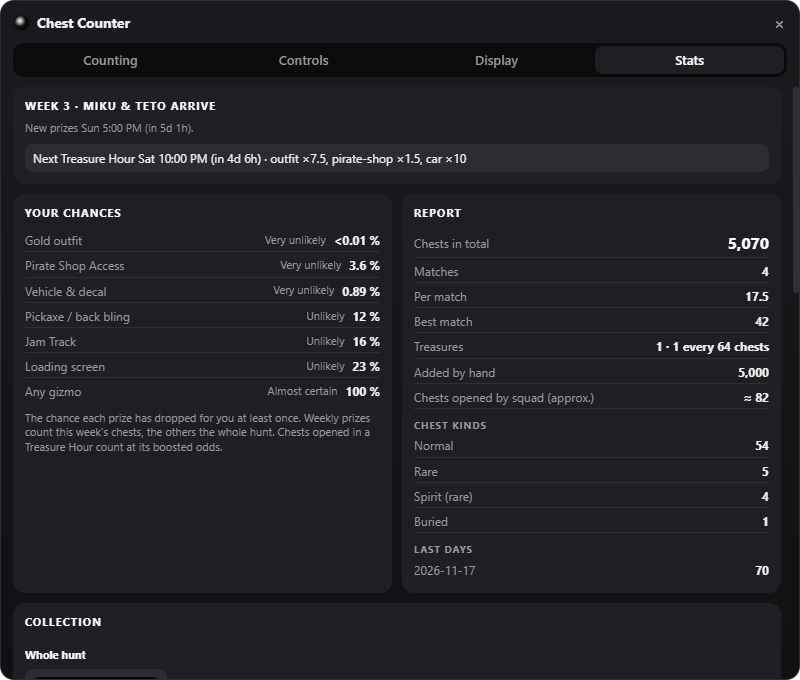 Chest Counter
×
Counting
Controls
Display
Stats
WEEK 3 · MIKU & TETO ARRIVE
New prizes Sun 5:00 PM (in 5d 1h).
Next Treasure Hour Sat 10:00 PM (in 4d 6h) · outfit ×7.5, pirate-shop ×1.5, car ×10
YOUR CHANCES
Gold outfit Very unlikely <0.01 %
Pirate Shop Access Very unlikely 3.6 %
Vehicle & decal Very unlikely 0.89 %
Pickaxe / back bling Unlikely 12 %
Jam Track Unlikely 16 %
Loading screen Unlikely 23 %
Any gizmo Almost certain 100 %
The chance each prize has dropped for you at least once. Weekly prizes
count this week's chests, the others the whole hunt. Chests opened in a
Treasure Hour count at its boosted odds.
REPORT
Chests in total 5,070
Matches 4
Per match 17.5
Best match 42
Treasures 1 · 1 every 64 chests
Added by hand 5,000
Chests opened by squad (approx.) ≈ 82
CHEST KINDS
Normal 54
Rare 5
Spirit (rare) 4
Buried 1
LAST DAYS
2026-11-17 70
COLLECTION
Whole hunt